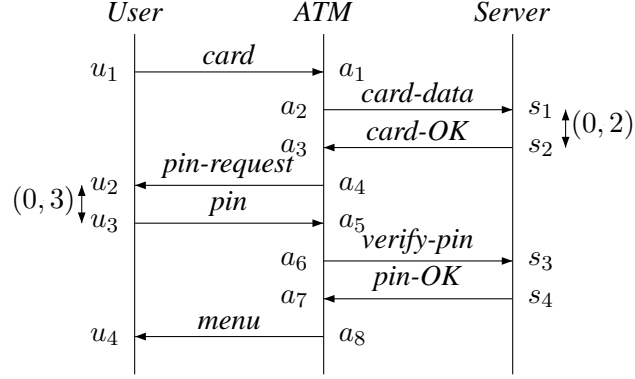 User ATM Server
card
u₁ a₁
card-data
a₂ s₁
(0, 2)
card-OK
a₃ s₂
pin-request
u₂ a₄
(0, 3)
pin
u₃ a₅
verify-pin
a₆ s₃
pin-OK
a₇ s₄
menu
u₄ a₈